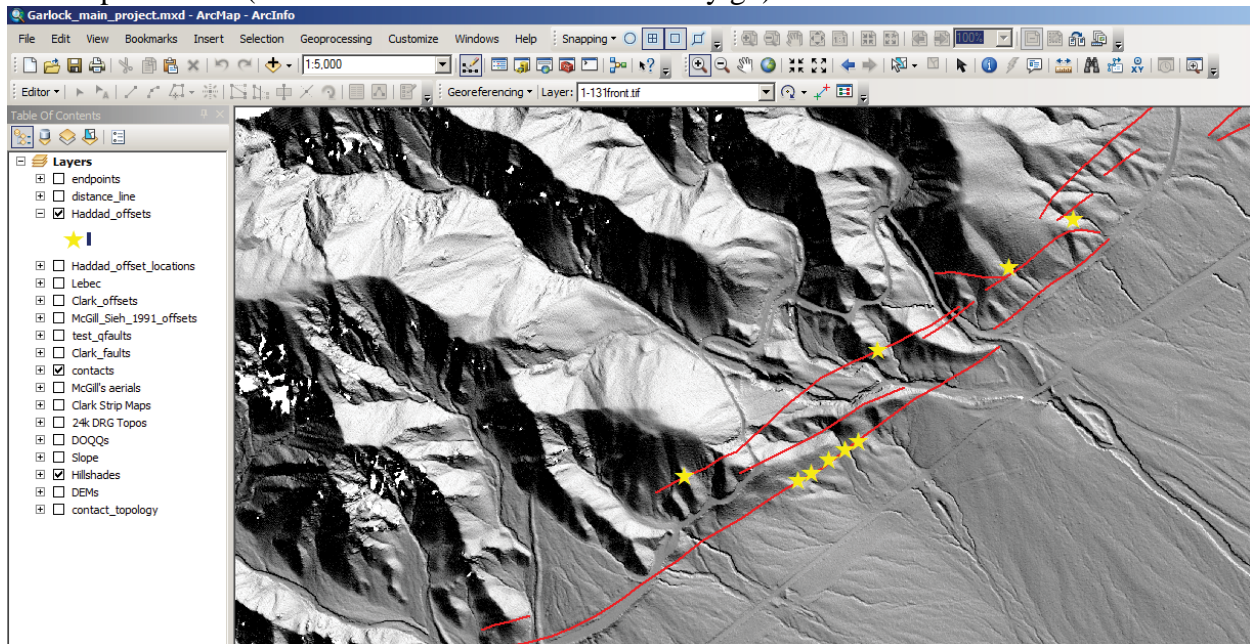 Garlock_main_project.mxd - ArcMap - ArcInfo
File Edit View Bookmarks Insert Selection Geoprocessing Customize Windows Help Snapping 100%
1:5,000
Editor Georeferencing Layer: 1-131front.tif
Table Of Contents
Layers
endpoints
distance_line
Haddad_offsets
Haddad_offset_locations
Lebec
Clark_offsets
McGill_Sieh_1991_offsets
test_qfaults
Clark_faults
contacts
McGill's aerials
Clark Strip Maps
24k DRG Topos
DOQQs
Slope
Hillshades
DEMs
contact_topology